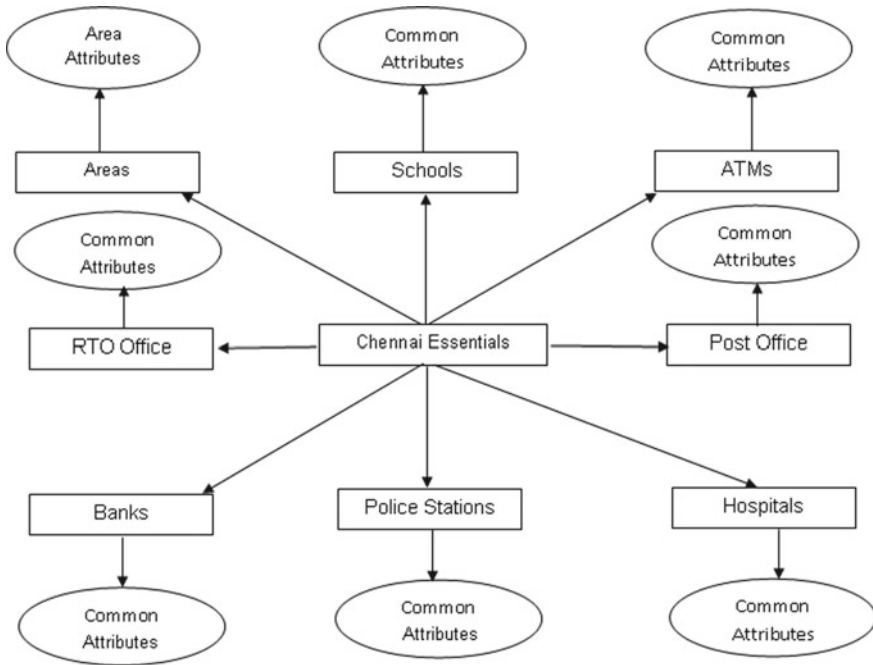 Area
Attributes
Common
Attributes
Common
Attributes
Areas
Schools
ATMs
Common
Attributes
Common
Attributes
RTO Office
Chennai Essentials
Post Office
Banks
Police Stations
Hospitals
Common
Attributes
Common
Attributes
Common
Attributes